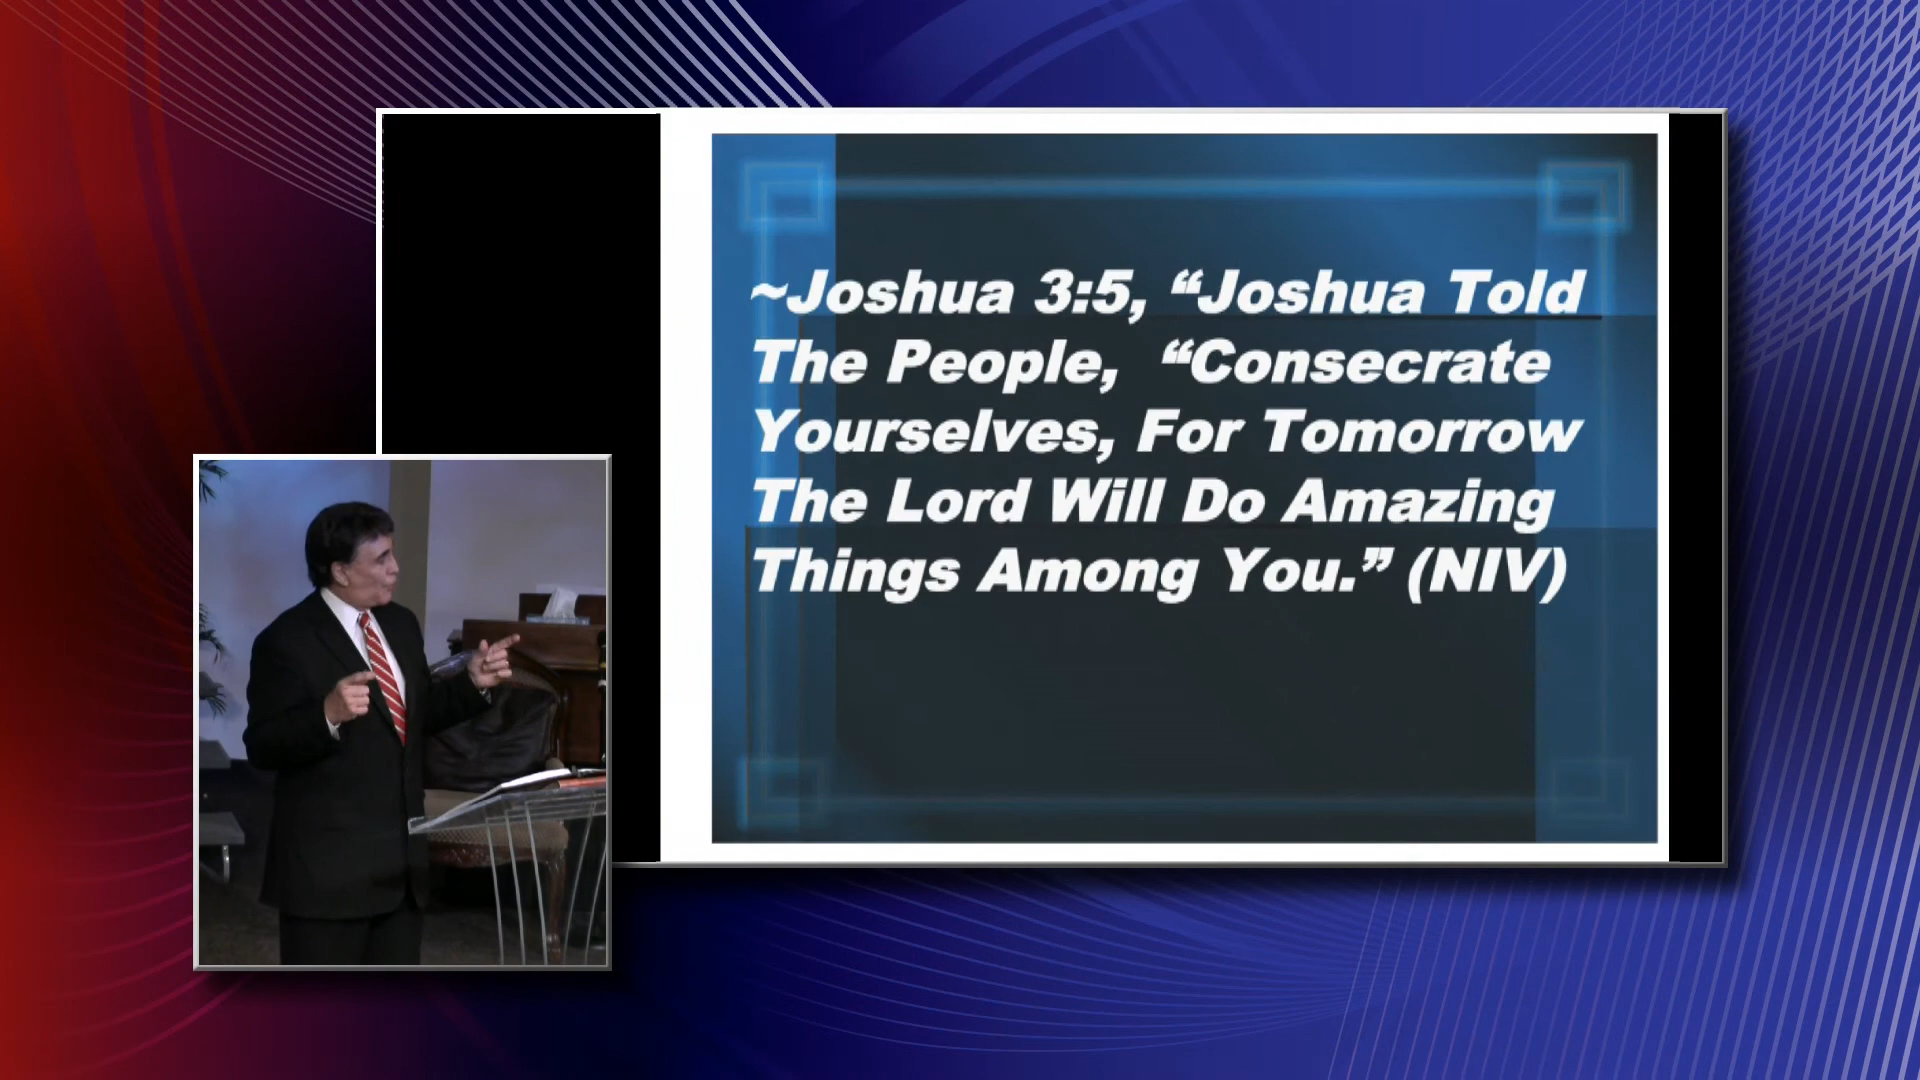 ~Joshua 3:5, “Joshua Told
The People,  “Consecrate
Yourselves, For Tomorrow
The Lord Will Do Amazing
Things Among You.” (NIV)